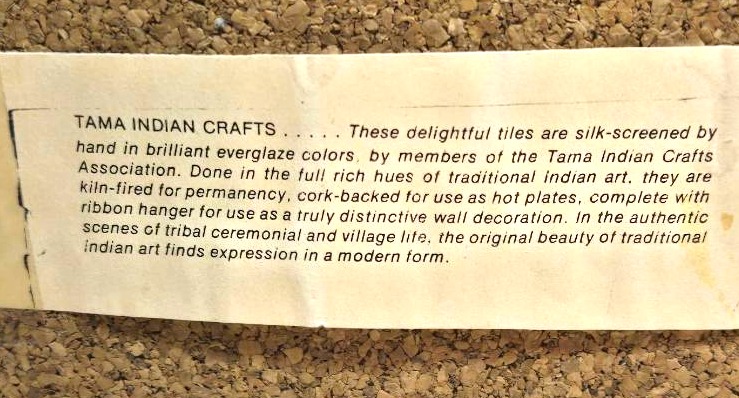 TAMA INDIAN CRAFTS . . . . . These delightful tiles are silk-screened by
hand in brilliant everglaze colors, by members of the Tama Indian Crafts
Association. Done in the full rich hues of traditional Indian art, they are
kiln-fired for permanency, cork-backed for use as hot plates, complete with
ribbon hanger for use as a truly distinctive wall decoration. In the authentic
scenes of tribal ceremonial and village life, the original beauty of traditional
Indian art finds expression in a modern form.